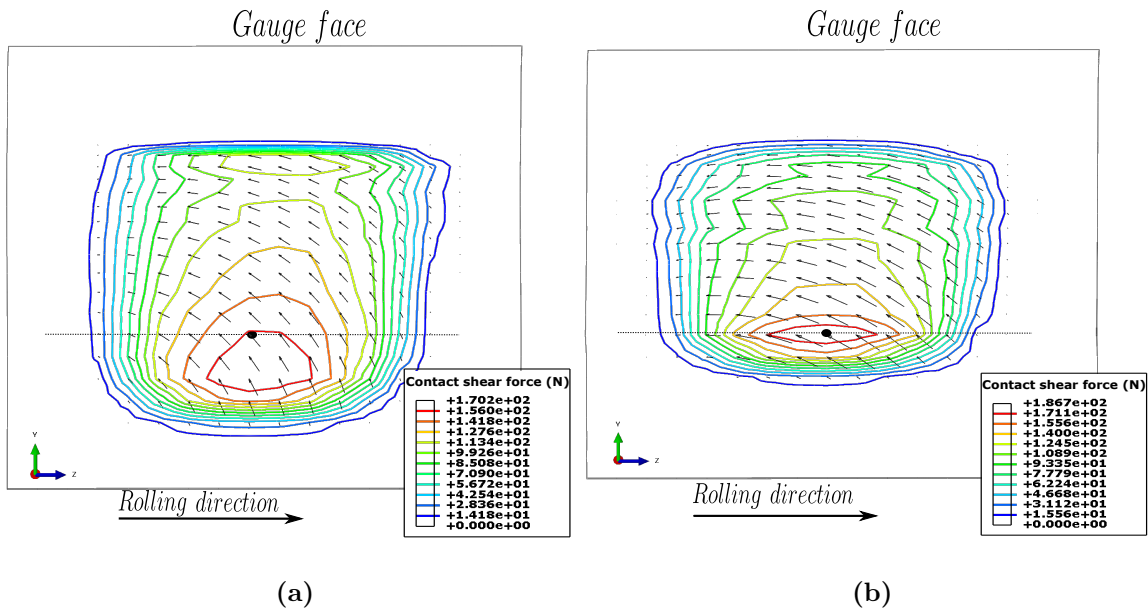 Gauge face
Y
Z
Contact shear force (N)
+1.702e+02
+1.560e+02
+1.418e+02
+1.276e+02
+1.134e+02
+9.926e+01
+8.508e+01
+7.090e+01
+5.672e+01
+4.254e+01
+2.836e+01
+1.418e+01
+0.000e+00
Rolling direction
(a)
Gauge face
Y
Z
Contact shear force (N)
+1.867e+02
+1.711e+02
+1.556e+02
+1.400e+02
+1.245e+02
+1.089e+02
+9.335e+01
+7.779e+01
+6.224e+01
+4.668e+01
+3.112e+01
+1.556e+01
+0.000e+00
Rolling direction
(b)